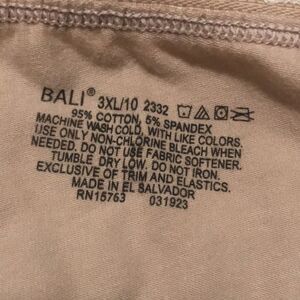 BALI® 3XL/10 2332
95% COTTON, 5% SPANDEX
MACHINE WASH COLD, WITH LIKE COLORS.
USE ONLY NON-CHLORINE BLEACH WHEN
NEEDED. DO NOT USE FABRIC SOFTENER.
TUMBLE DRY LOW. DO NOT IRON.
EXCLUSIVE OF TRIM AND ELASTICS.
MADE IN EL SALVADOR
RN15763 031923